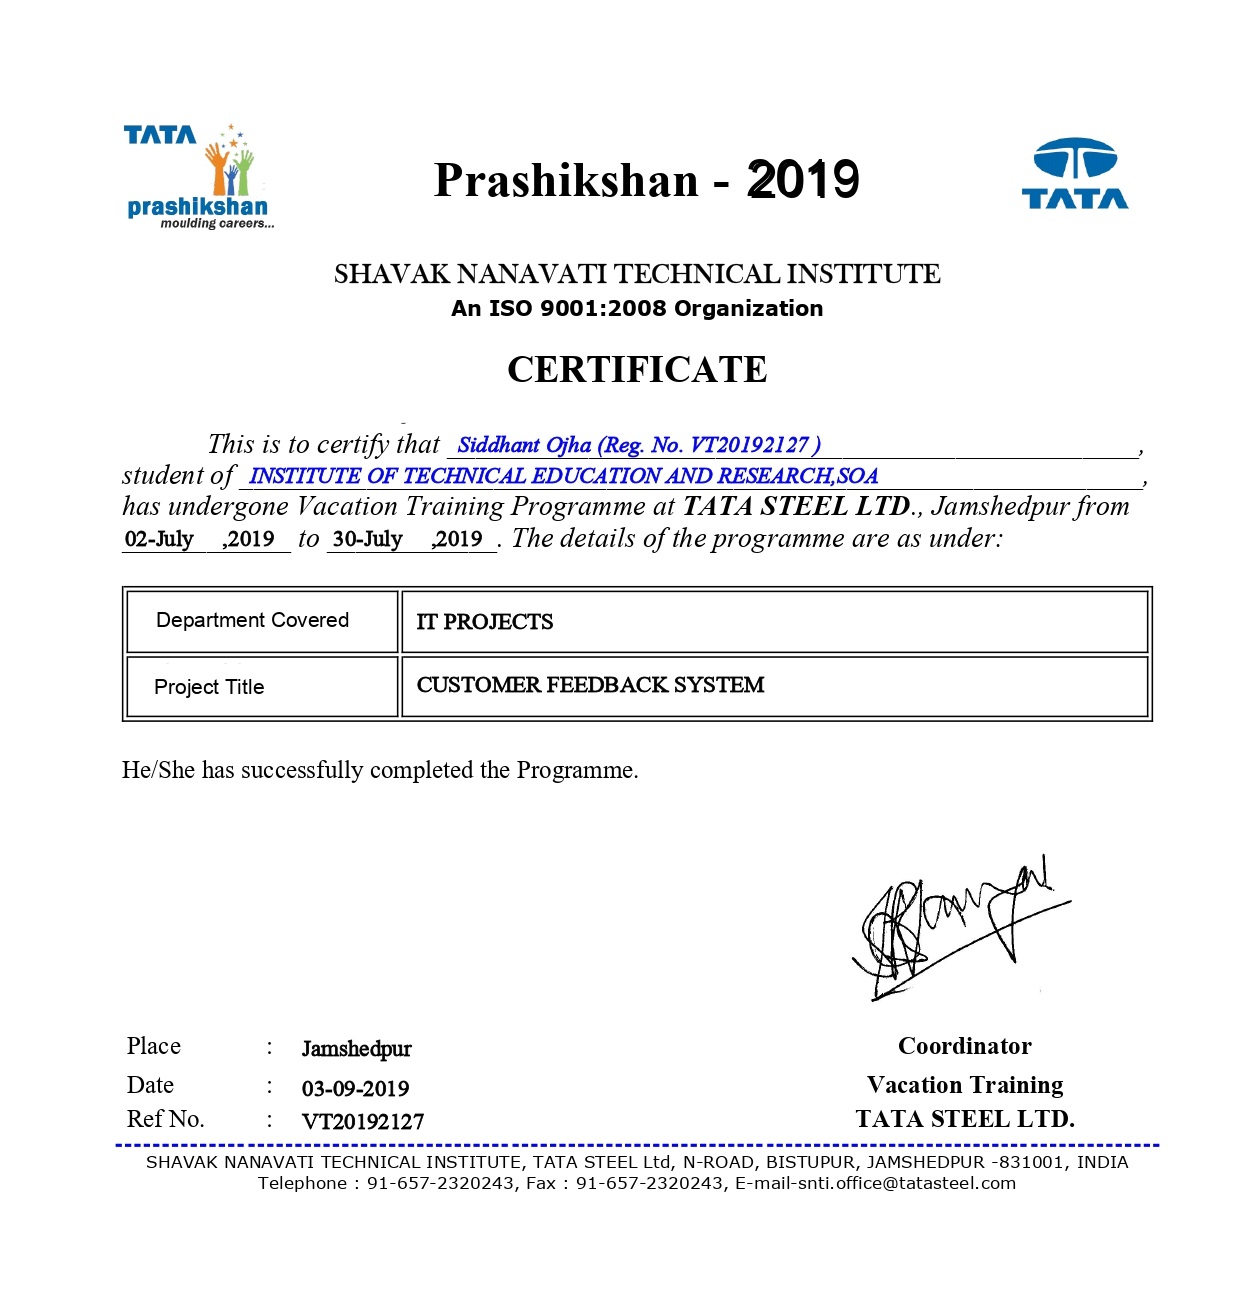 TATA
prashikshan
moulding careers...
Prashikshan - 2019
TATA
SHAVAK NANAVATI TECHNICAL INSTITUTE
An ISO 9001:2008 Organization
CERTIFICATE
This is to certify that Siddhant Ojha (Reg. No. VT20192127 ),
student of INSTITUTE OF TECHNICAL EDUCATION AND RESEARCH,SOA,
has undergone Vacation Training Programme at TATA STEEL LTD., Jamshedpur from
02-July ,2019 to 30-July ,2019. The details of the programme are as under:
Department Covered IT PROJECTS
Project Title CUSTOMER FEEDBACK SYSTEM
He/She has successfully completed the Programme.
Place : Jamshedpur Coordinator
Date : 03-09-2019 Vacation Training
Ref No. : VT20192127 TATA STEEL LTD.
SHAVAK NANAVATI TECHNICAL INSTITUTE, TATA STEEL Ltd, N-ROAD, BISTUPUR, JAMSHEDPUR -831001, INDIA
Telephone : 91-657-2320243, Fax : 91-657-2320243, E-mail-snti.office@tatasteel.com